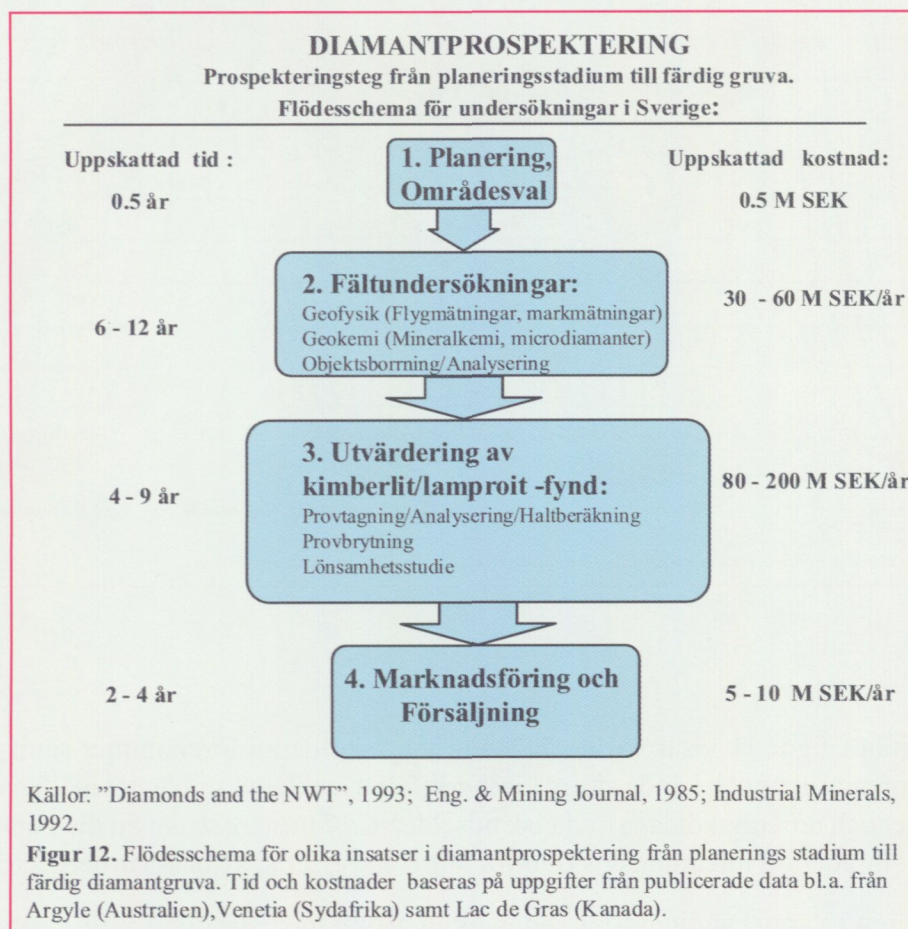 DIAMANTPROSPEKTERING
Prospekteringsteg från planeringsstadium till färdig gruva.
Flödesschema för undersökningar i Sverige:
Uppskattad tid :
1. Planering,
Områdesval
Uppskattad kostnad:
0.5 år
0.5 M SEK
2. Fältundersökningar:
Geofysik (Flygmätningar, markmätningar)
Geokemi (Mineralkemi, microdiamanter)
Objektsborrning/Analysering
6 - 12 år
30 - 60 M SEK/år
3. Utvärdering av
kimberlit/lamproit -fynd:
Provtagning/Analysering/Haltberäkning
Provbrytning
Lönsamhetsstudie
4 - 9 år
80 - 200 M SEK/år
4. Marknadsföring och
Försäljning
2 - 4 år
5 - 10 M SEK/år
Källor: ”Diamonds and the NWT”, 1993; Eng. & Mining Journal, 1985; Industrial Minerals,
1992.
Figur 12. Flödesschema för olika insatser i diamantprospektering från planerings stadium till
färdig diamantgruva. Tid och kostnader baseras på uppgifter från publicerade data bl.a. från
Argyle (Australien),Venetia (Sydafrika) samt Lac de Gras (Kanada).